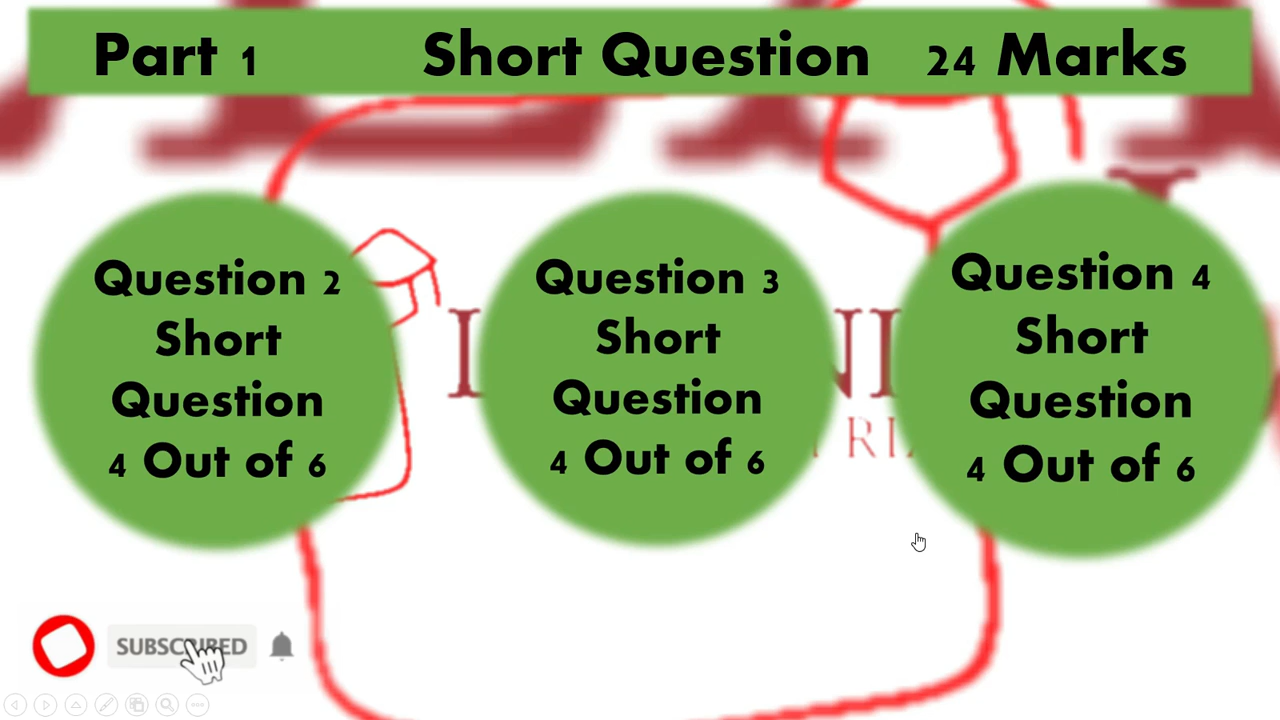 Part 1 Short Question 24 Marks
Question 2
Short
Question
4 Out of 6
Question 3
Short
Question
4 Out of 6
Question 4
Short
Question
4 Out of 6
SUBSCRIBED